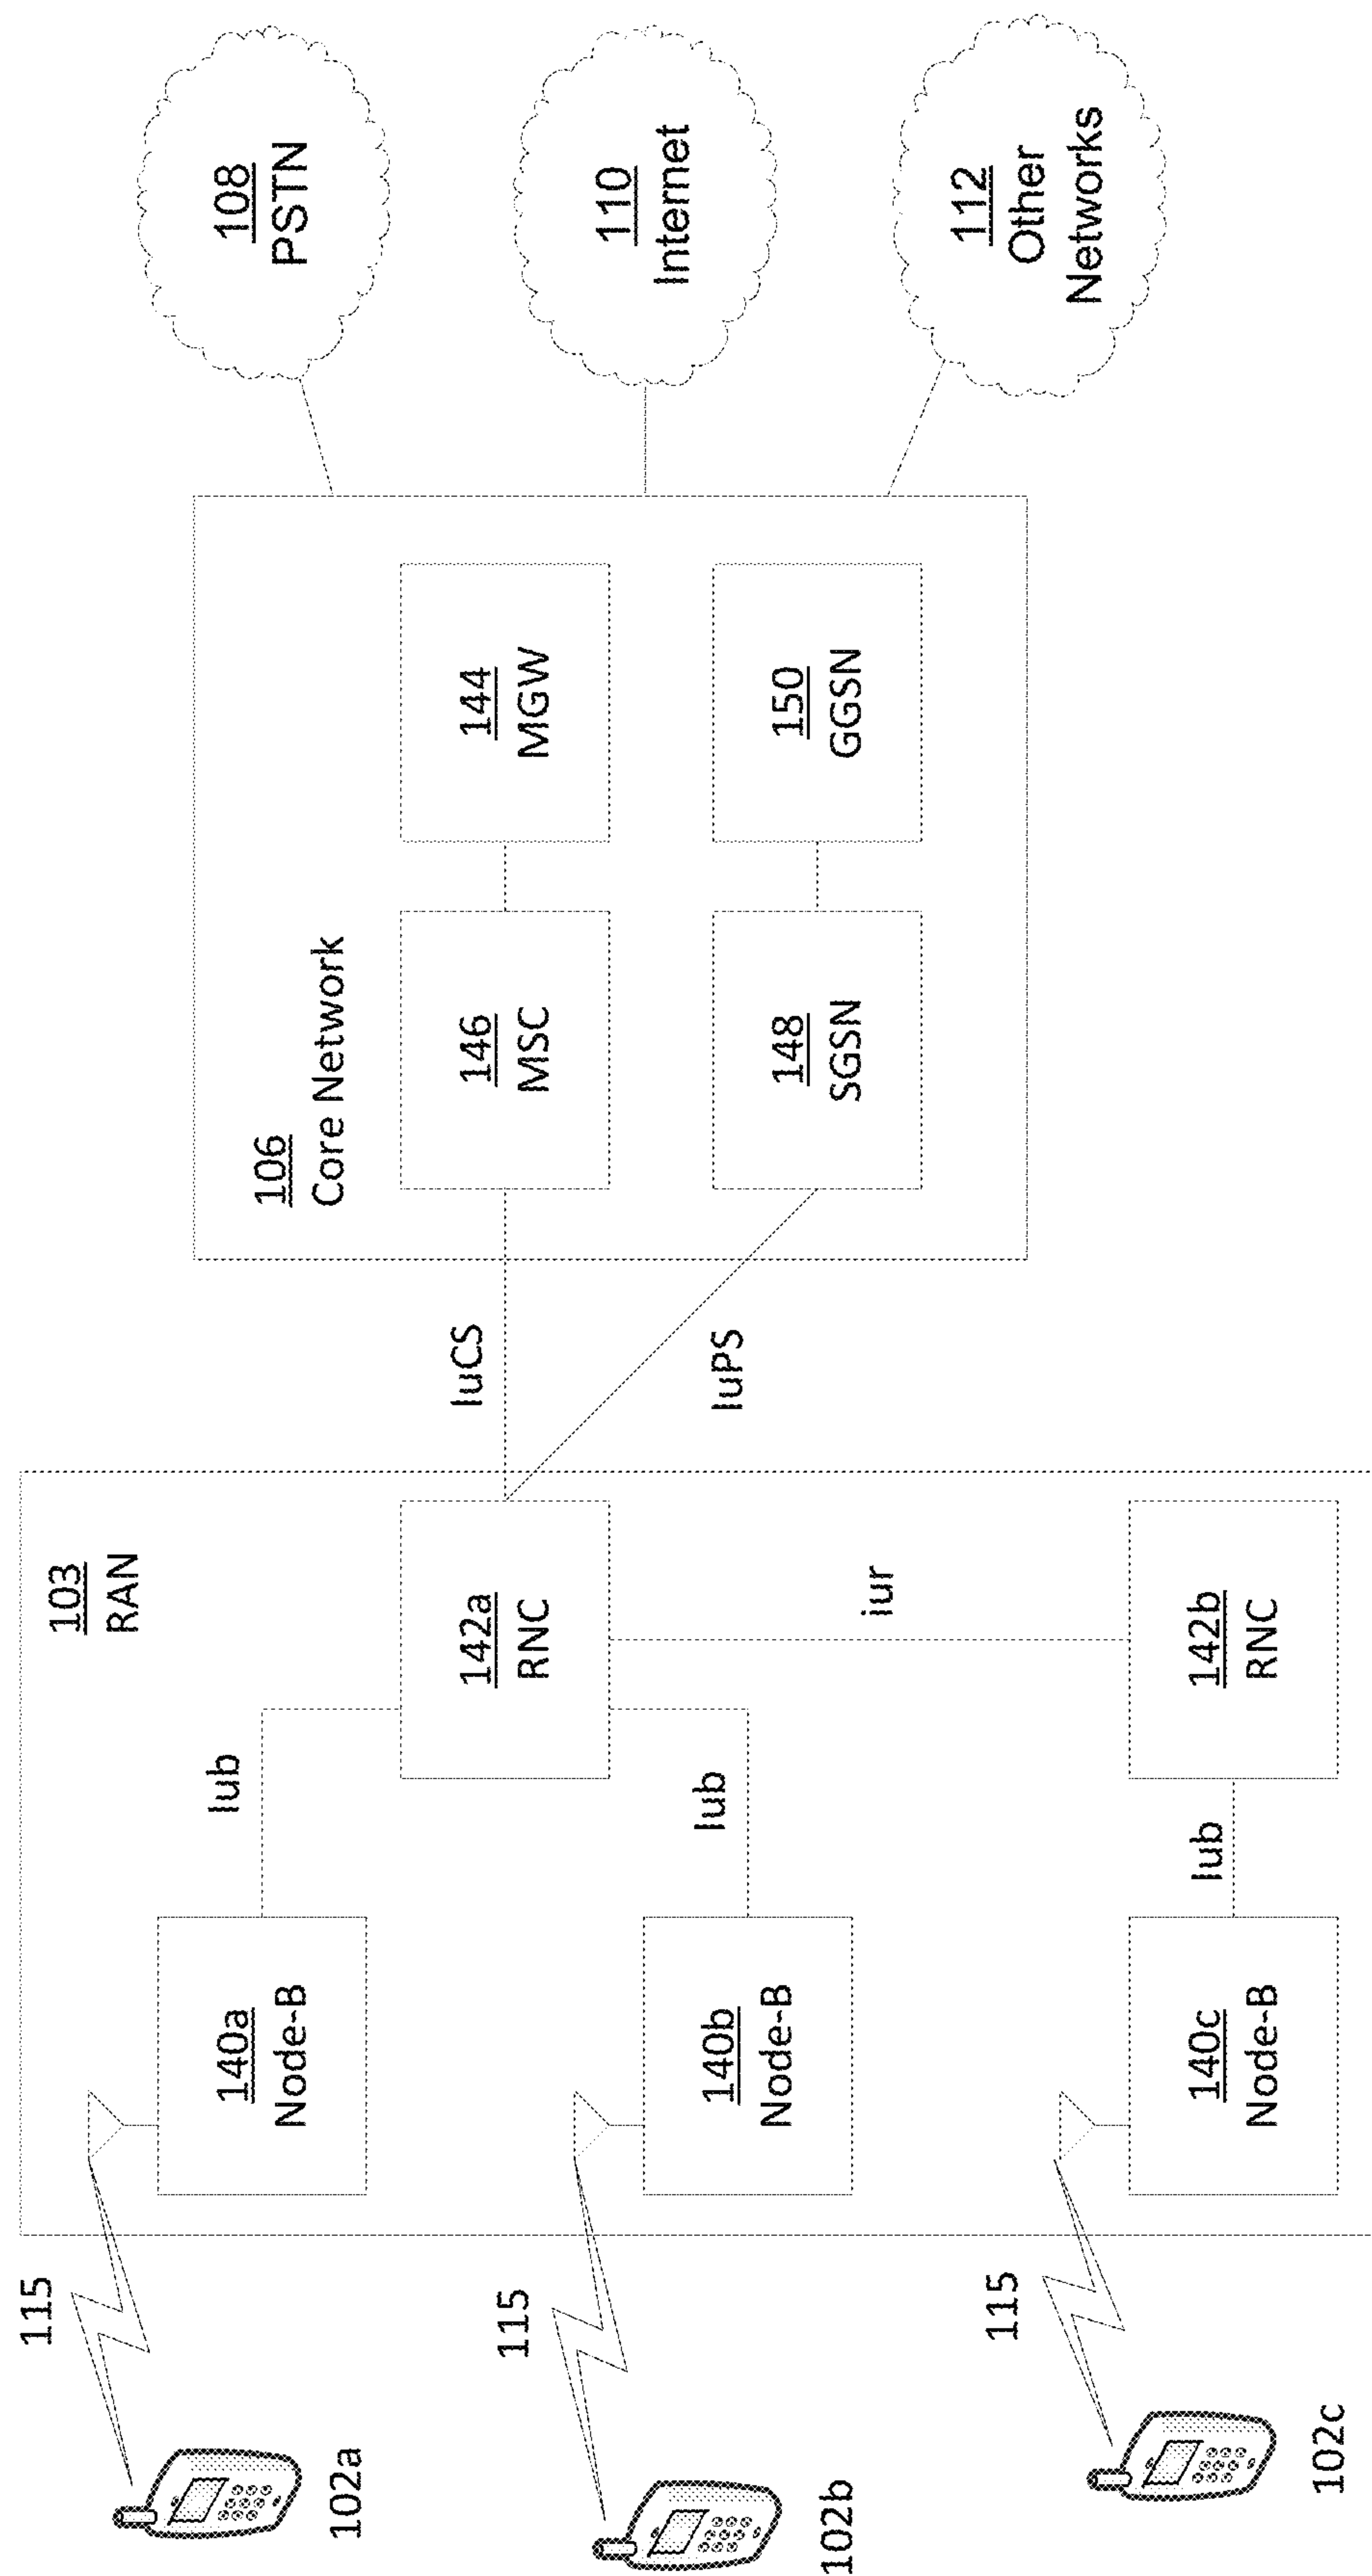 115
102a
115
102b
115
102c
103
RAN
140a
Node-B
Iub
142a
RNC
140b
Node-B
Iub
iur
140c
Node-B
Iub
142b
RNC
IuCS
IuPS
106
Core Network
146
MSC
144
MGW
148
SGSN
150
GGSN
108
PSTN
110
Internet
112
Other
Networks